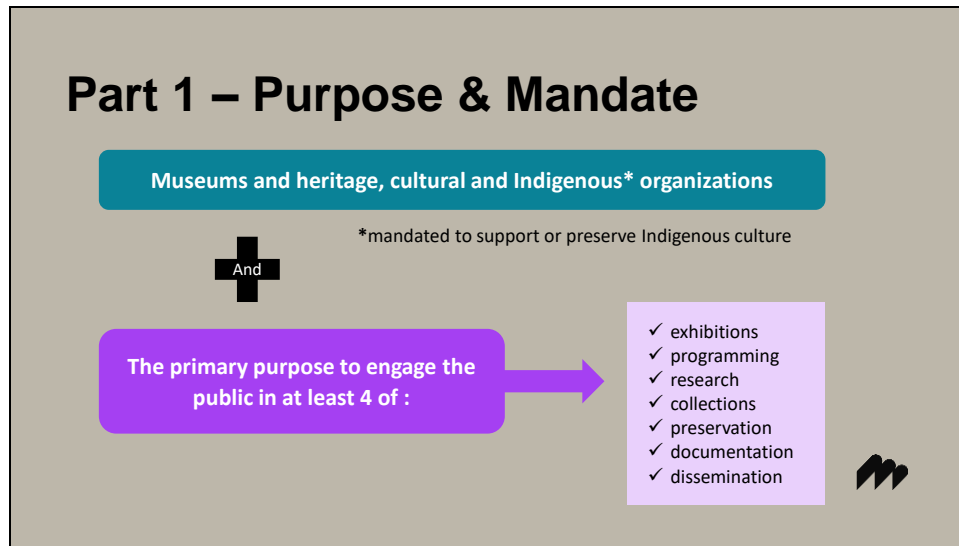 Part 1 – Purpose & Mandate
Museums and heritage, cultural and Indigenous* organizations
*mandated to support or preserve Indigenous culture
And
The primary purpose to engage the
public in at least 4 of :
✓ exhibitions
✓ programming
✓ research
✓ collections
✓ preservation
✓ documentation
✓ dissemination